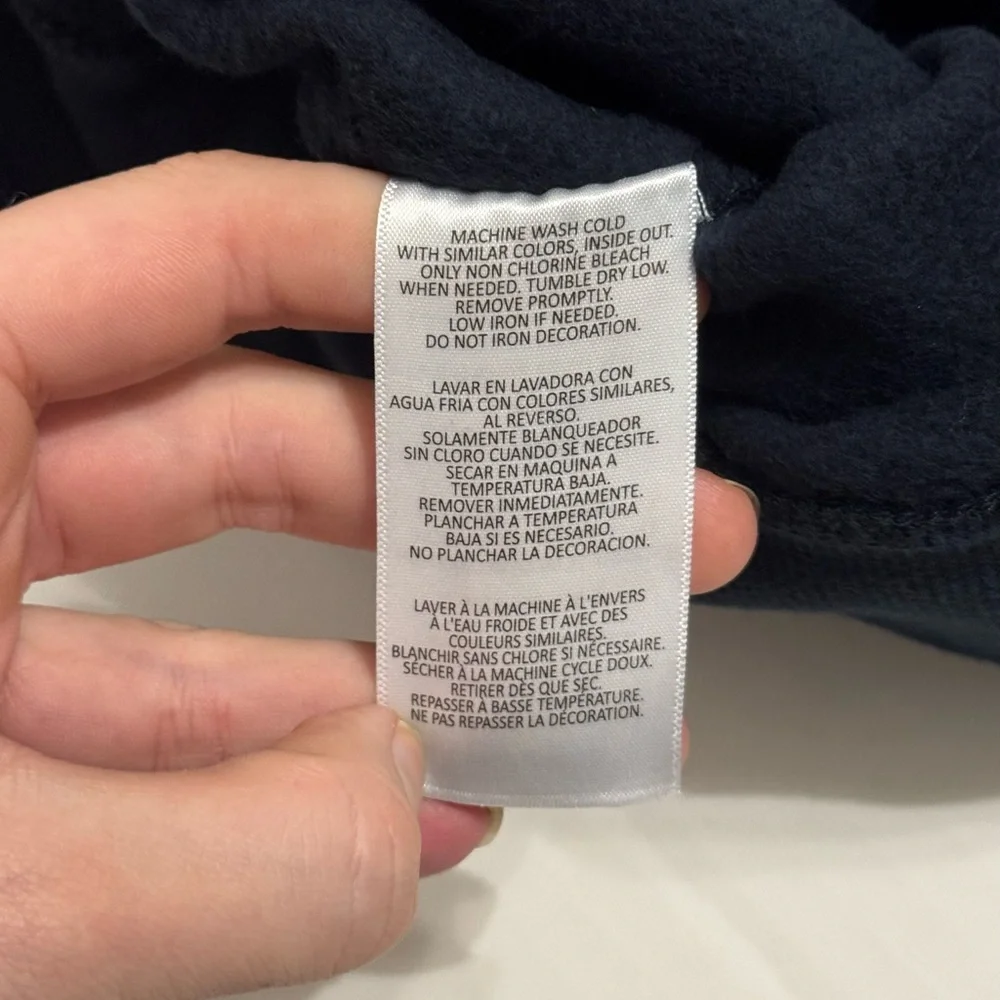 MACHINE WASH COLD
WITH SIMILAR COLORS, INSIDE OUT.
ONLY NON CHLORINE BLEACH
WHEN NEEDED. TUMBLE DRY LOW.
REMOVE PROMPTLY.
LOW IRON IF NEEDED.
DO NOT IRON DECORATION.
LAVAR EN LAVADORA CON
AGUA FRIA CON COLORES SIMILARES,
AL REVERSO.
SOLAMENTE BLANQUEADOR
SIN CLORO CUANDO SE NECESITE.
SECAR EN MAQUINA A
TEMPERATURA BAJA.
REMOVER INMEDIATAMENTE.
PLANCHAR A TEMPERATURA
BAJA SI ES NECESARIO.
NO PLANCHAR LA DECORACION.
LAVER À LA MACHINE À L'ENVERS
À L'EAU FROIDE ET AVEC DES
COULEURS SIMILAIRES.
BLANCHIR SANS CHLORE SI NÉCESSAIRE.
SÉCHER À LA MACHINE CYCLE DOUX.
RETIRER DÈS QUE SEC.
REPASSER À BASSE TEMPÉRATURE.
NE PAS REPASSER LA DÉCORATION.